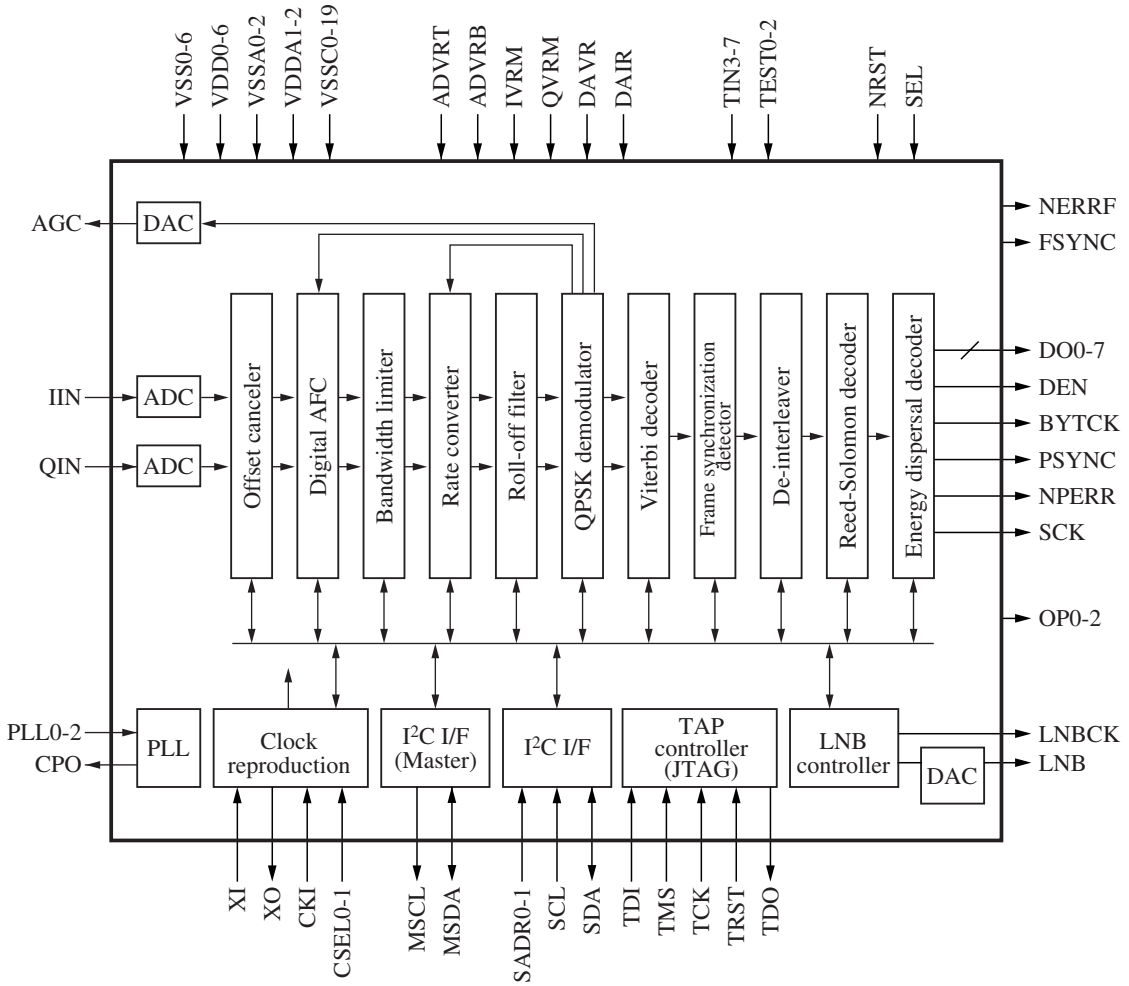 VSS0-6
VDD0-6
VSSA0-2
VDDA1-2
VSSC0-19
ADVRT
ADVRB
IVRM
QVRM
DAVR
DAIR
TIN3-7
TEST0-2
NRST
SEL
AGC
DAC
NERRF
FSYNC
IIN
ADC
QIN
ADC
Offset canceler
Digital AFC
Bandwidth limiter
Rate converter
Roll-off filter
QPSK demodulator
Viterbi decoder
Frame synchronization
detector
De-interleaver
Reed-Solomon decoder
Energy dispersal decoder
DO0-7
DEN
BYTCK
PSYNC
NPERR
SCK
OP0-2
PLL0-2
CPO
PLL
Clock
reproduction
I²C I/F
(Master)
I²C I/F
TAP
controller
(JTAG)
LNB
controller
DAC
LNBCK
LNB
XI
XO
CKI
CSEL0-1
MSCL
MSDA
SADR0-1
SCL
SDA
TDI
TMS
TCK
TRST
TDO